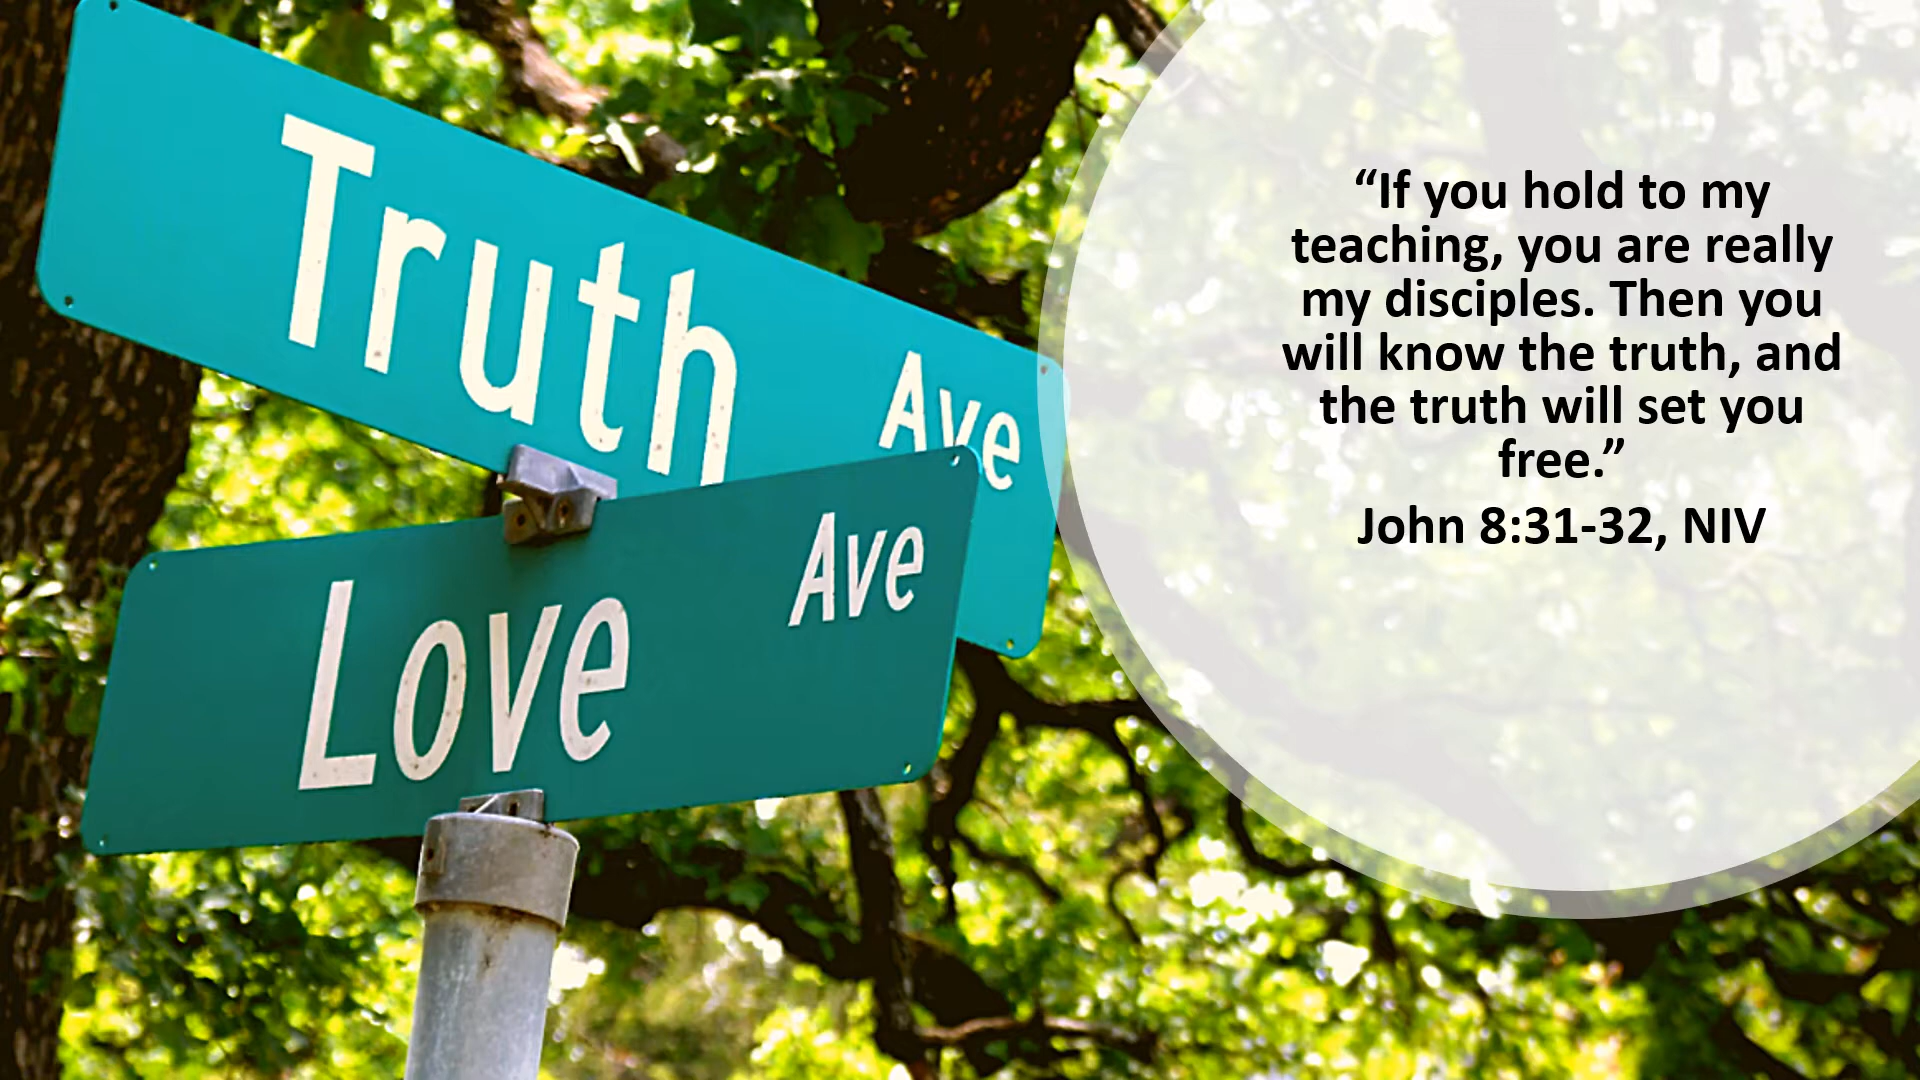 Truth Ave
Love Ave
“If you hold to my
teaching, you are really
my disciples. Then you
will know the truth, and
the truth will set you
free.”
John 8:31-32, NIV